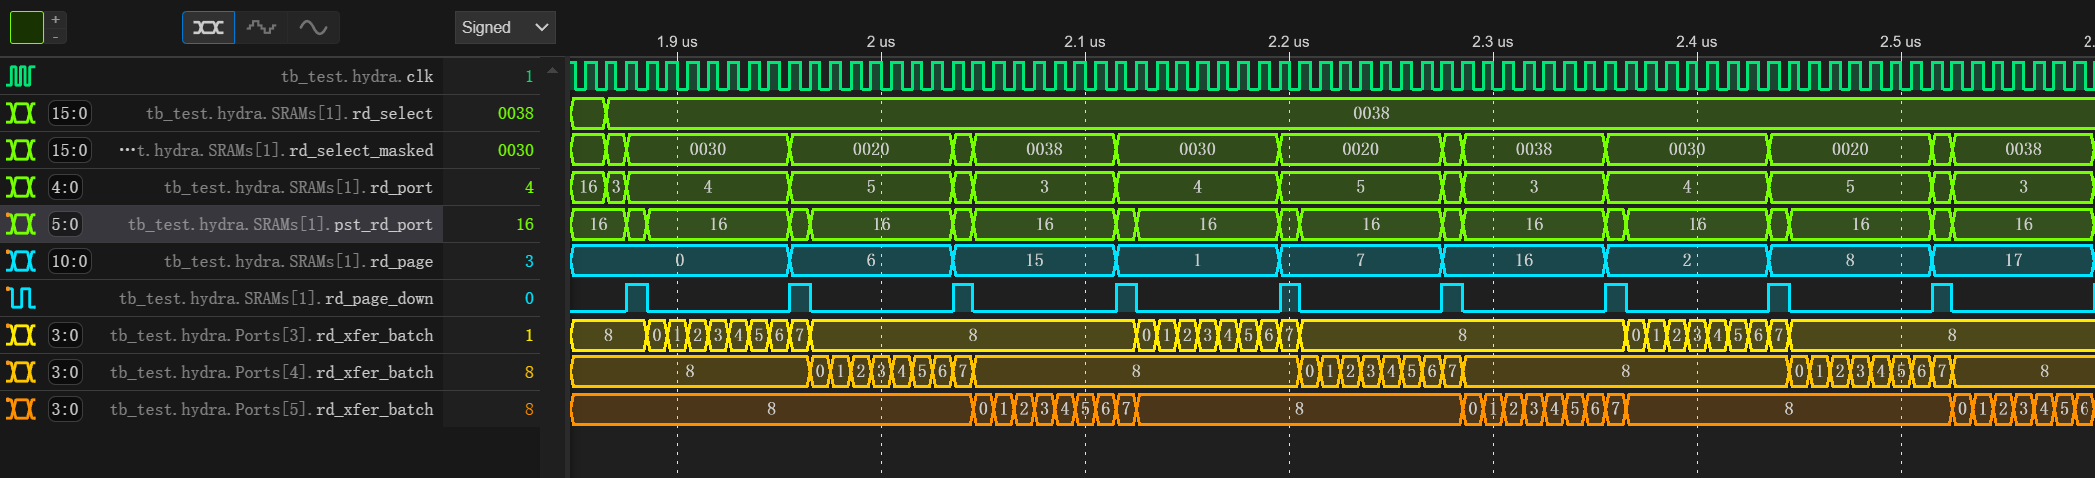 +
-
Signed
1.9 us 2 us 2.1 us 2.2 us 2.3 us 2.4 us 2.5 us 2.
tb_test.hydra.clk 1
15:0 tb_test.hydra.SRAMs[1].rd_select 0038 0038
15:0 ⋯t.hydra.SRAMs[1].rd_select_masked 0030 0030 0020 0038 0030 0020 0038 0030 0020 0038
4:0 tb_test.hydra.SRAMs[1].rd_port 4 16 3 4 5 3 4 5 3 4 5 3
5:0 tb_test.hydra.SRAMs[1].pst_rd_port 16 16 16 16 16 16 16 16 16 16 16
10:0 tb_test.hydra.SRAMs[1].rd_page 3 0 6 15 1 7 16 2 8 17
tb_test.hydra.SRAMs[1].rd_page_down 0
3:0 tb_test.hydra.Ports[3].rd_xfer_batch 1 8 0 1 2 3 4 5 6 7 8 0 1 2 3 4 5 6 7 8 0 1 2 3 4 5 6 7 8
3:0 tb_test.hydra.Ports[4].rd_xfer_batch 8 8 0 1 2 3 4 5 6 7 8 0 1 2 3 4 5 6 7 8 0 1 2 3 4 5 6 7 8
3:0 tb_test.hydra.Ports[5].rd_xfer_batch 8 8 0 1 2 3 4 5 6 7 8 0 1 2 3 4 5 6 7 8 0 1 2 3 4 5 6